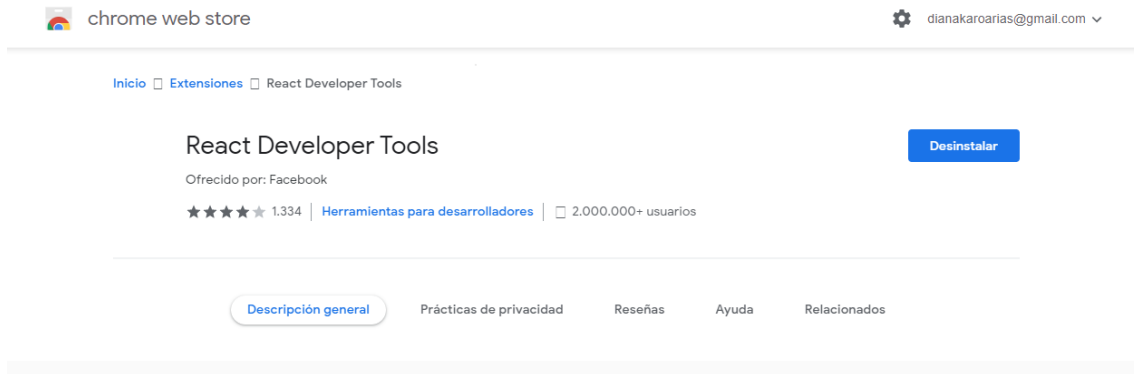 chrome web store
dianakaroarias@gmail.com
Inicio Extensiones React Developer Tools
React Developer Tools
Desinstalar
Ofrecido por: Facebook
1.334 Herramientas para desarrolladores 2.000.000+ usuarios
Descripción general Prácticas de privacidad Reseñas Ayuda Relacionados